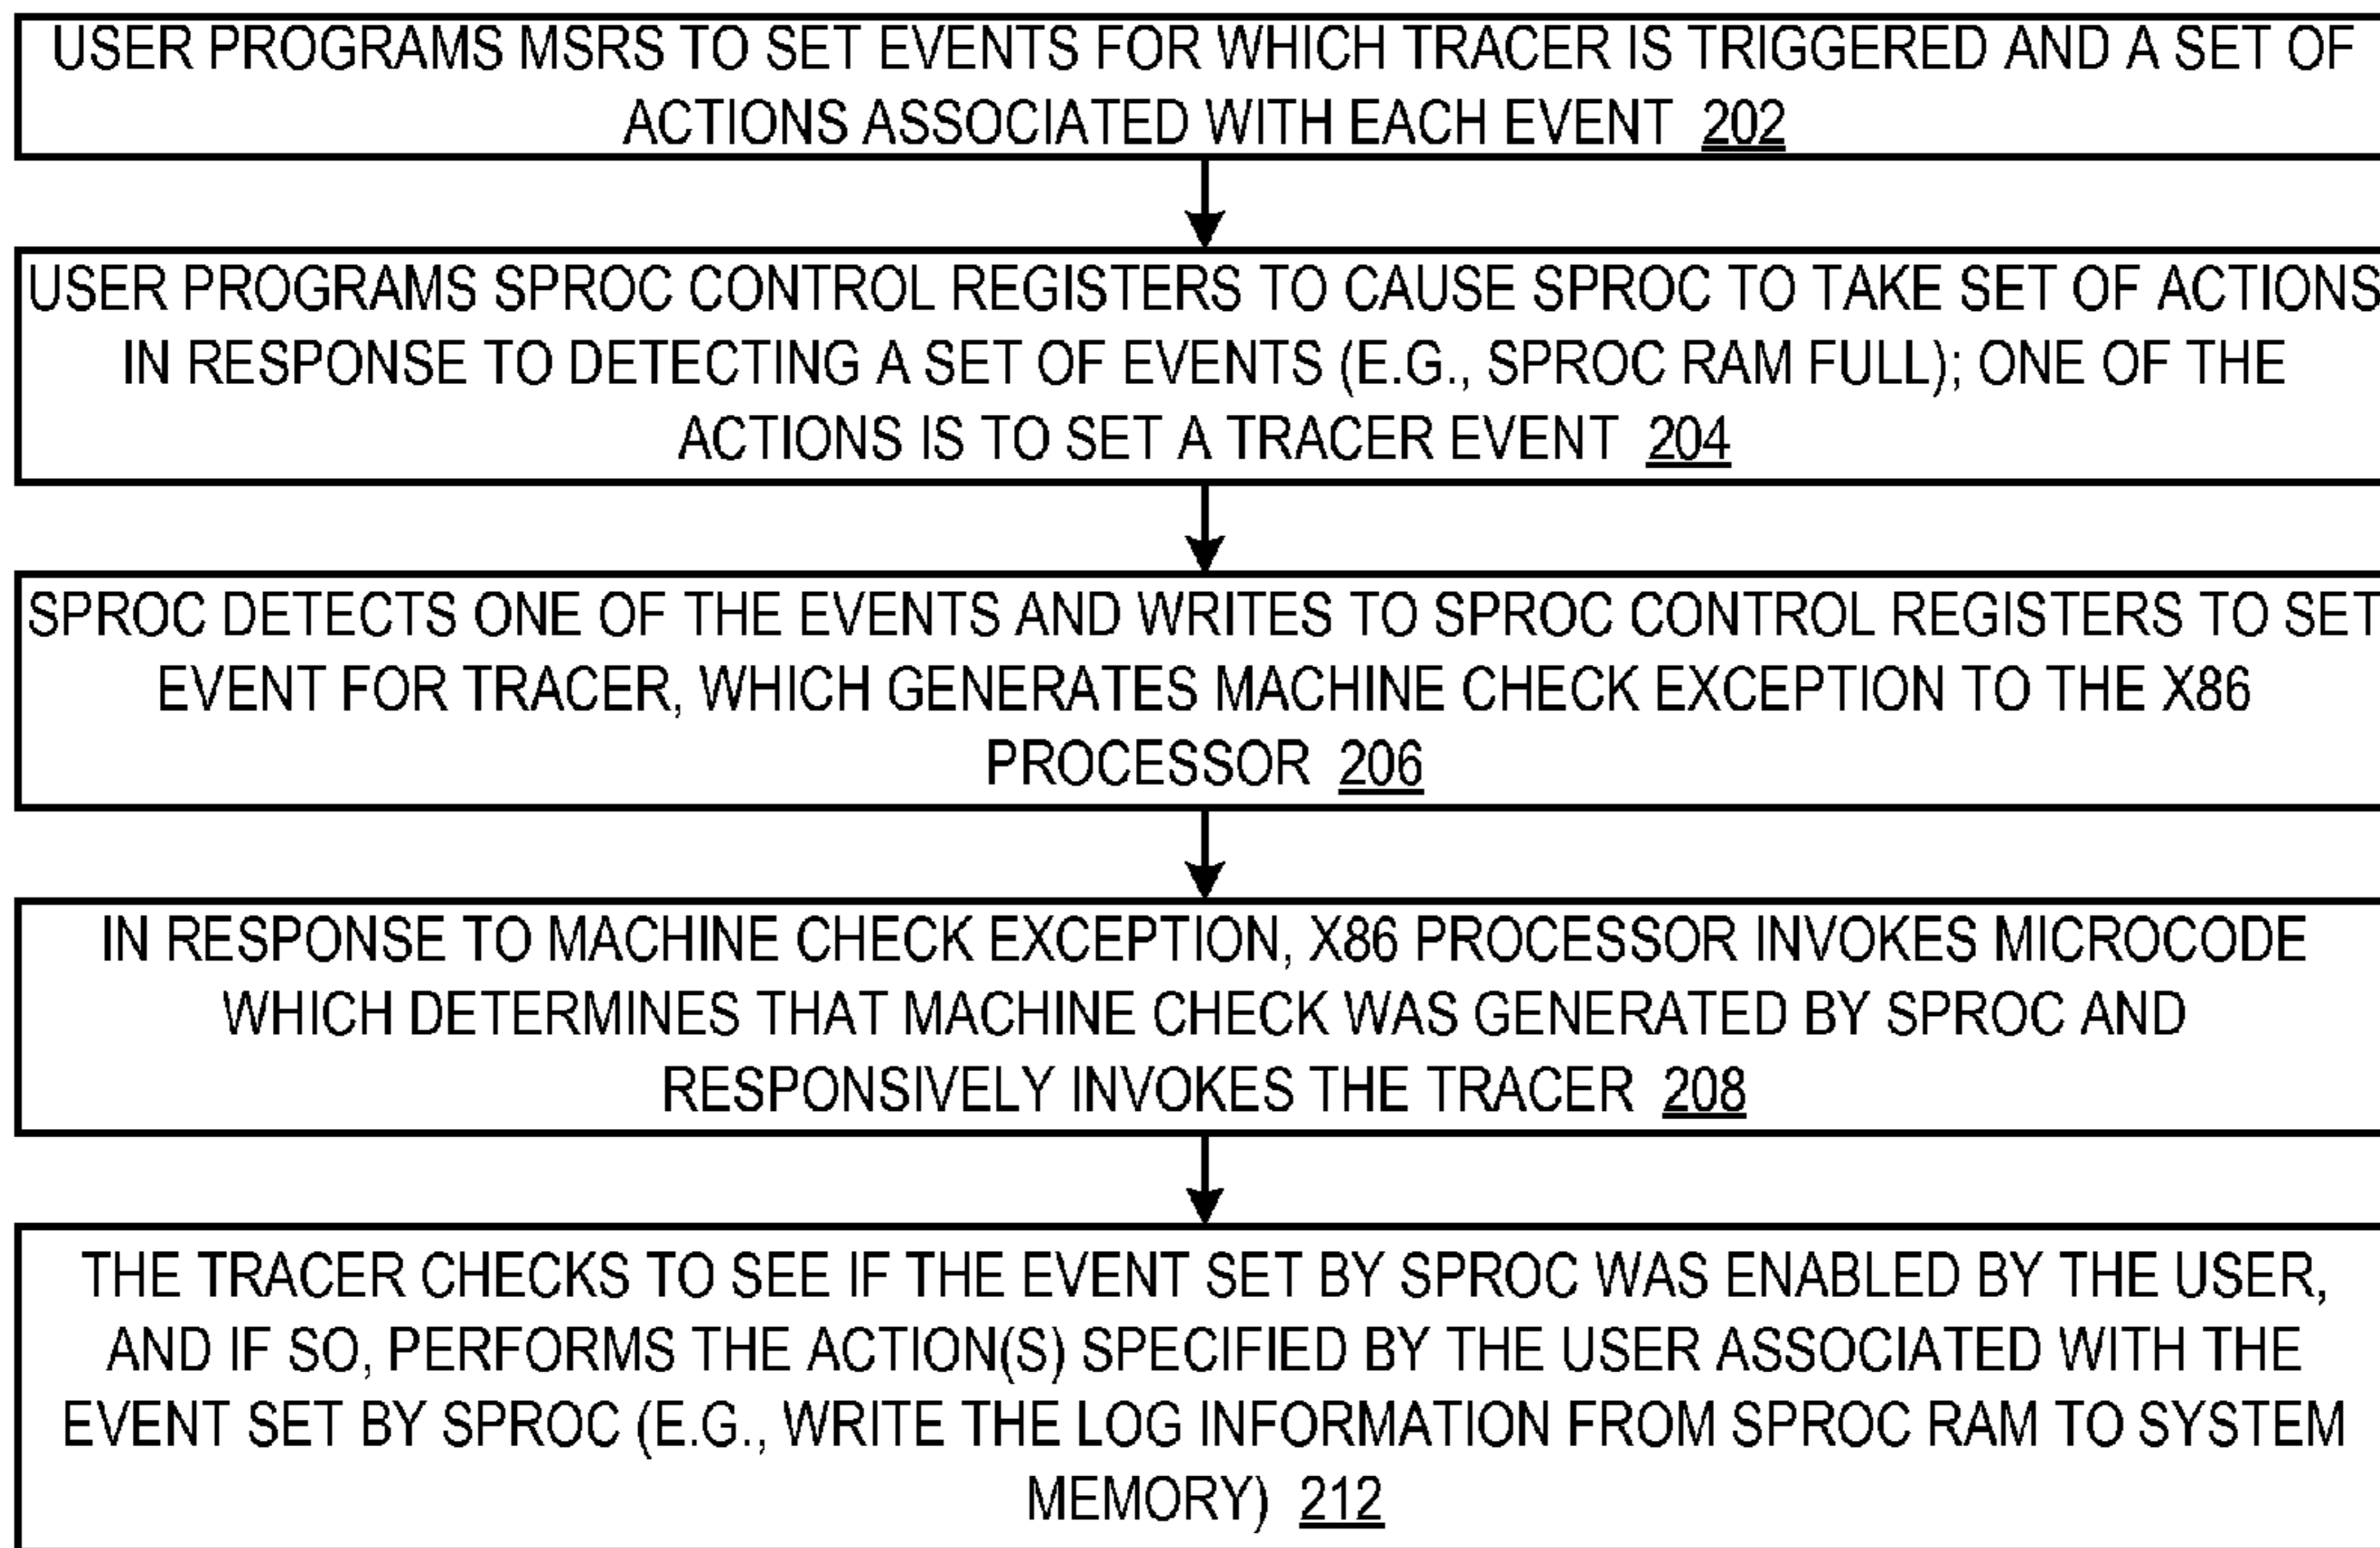 USER PROGRAMS MSRS TO SET EVENTS FOR WHICH TRACER IS TRIGGERED AND A SET OF
ACTIONS ASSOCIATED WITH EACH EVENT 202
USER PROGRAMS SPROC CONTROL REGISTERS TO CAUSE SPROC TO TAKE SET OF ACTIONS
IN RESPONSE TO DETECTING A SET OF EVENTS (E.G., SPROC RAM FULL); ONE OF THE
ACTIONS IS TO SET A TRACER EVENT 204
SPROC DETECTS ONE OF THE EVENTS AND WRITES TO SPROC CONTROL REGISTERS TO SET
EVENT FOR TRACER, WHICH GENERATES MACHINE CHECK EXCEPTION TO THE X86
PROCESSOR 206
IN RESPONSE TO MACHINE CHECK EXCEPTION, X86 PROCESSOR INVOKES MICROCODE
WHICH DETERMINES THAT MACHINE CHECK WAS GENERATED BY SPROC AND
RESPONSIVELY INVOKES THE TRACER 208
THE TRACER CHECKS TO SEE IF THE EVENT SET BY SPROC WAS ENABLED BY THE USER,
AND IF SO, PERFORMS THE ACTION(S) SPECIFIED BY THE USER ASSOCIATED WITH THE
EVENT SET BY SPROC (E.G., WRITE THE LOG INFORMATION FROM SPROC RAM TO SYSTEM
MEMORY) 212